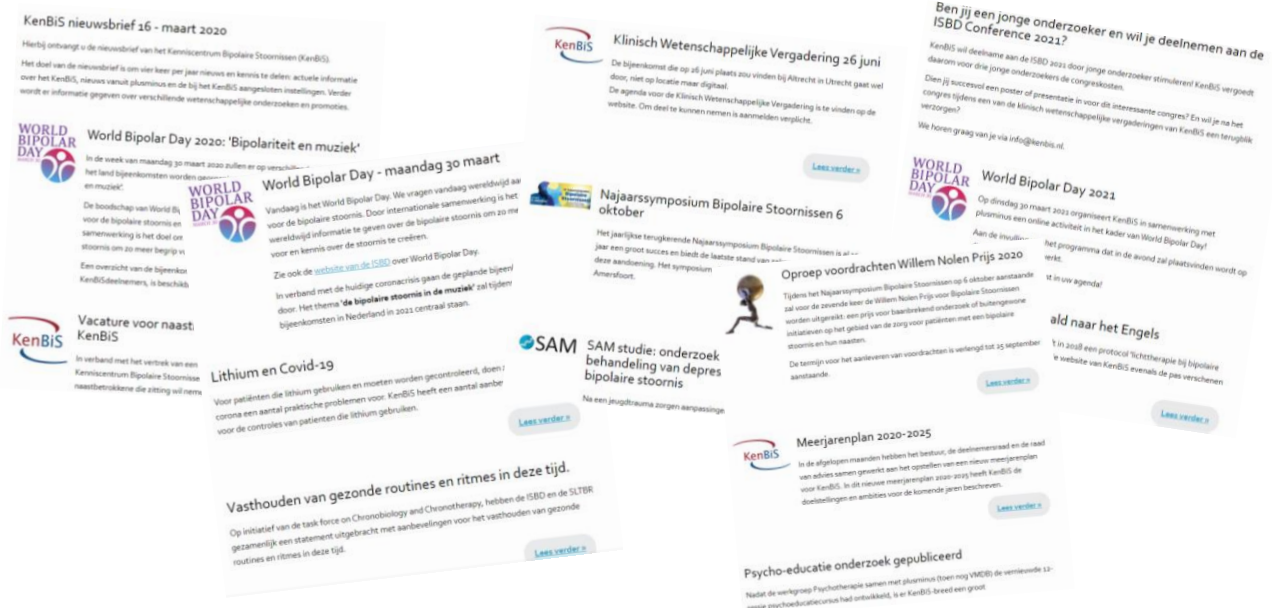 KenBiS nieuwsbrief 16 - maart 2020
Hierbij ontvangt u de nieuwsbrief van het Kenniscentrum Bipolaire Stoornissen (KenBiS).
Het doel van de nieuwsbrief is om vier keer per jaar nieuws en kennis te delen: actuele informatie
over het KenBiS, nieuws vanuit plusminus en de bij het KenBiS aangesloten instellingen. Verder
wordt er informatie gegeven over verschillende wetenschappelijke onderzoeken en promoties.
WORLD
BIPOLAR
DAY
World Bipolar Day 2020: 'Bipolariteit en muziek'
In de week van maandag 30 maart 2020 zullen er op
het land bijeenkomsten worden
en muziek'.
De boodschap van World
voor de bipolaire stoornis en
samenwerking is het doel
stoornis om zo meer begrip
Een overzicht van de
KenBiSdeelnemers, is
KenBiS
Vacature voor
KenBiS
In verband met het vertrek van een
Kenniscentrum Bipolaire
naastbetrokkene die zitting wil
WORLD
BIPOLAR
DAY
World Bipolar Day - maandag 30 maart
Vandaag is het World Bipolar Day. We vragen vandaag wereldwijd
voor de bipolaire stoornis. Door internationale samenwerking is het
wereldwijd informatie te geven over de bipolaire stoornis om zo
voor en kennis over de stoornis te creëren.
Zie ook de website van de ISBD over World Bipolar Day.
In verband met de huidige coronacrisis gaan de geplande
door. Het thema 'de bipolaire stoornis in de muziek' zal
bijeenkomsten in Nederland in 2021 centraal staan.
Lithium en Covid-19
Voor patiënten die lithium gebruiken en moeten worden gecontroleerd, doen
corona een aantal praktische problemen voor. KenBiS heeft een aantal
voor de controles van patienten die lithium gebruiken.
Lees verder »
Vasthouden van gezonde routines en ritmes in deze tijd.
Op initiatief van de task force on Chronobiology and Chronotherapy, hebben de ISBD en de SLTBR
gezamenlijk een statement uitgebracht met aanbevelingen voor het vasthouden van gezonde
routines en ritmes in deze tijd.
Lees verder »
KenBiS
Klinisch Wetenschappelijke Vergadering 26 juni
De bijeenkomst die op 26 juni plaats zou vinden bij Altrecht in Utrecht gaat wel
door, niet op locatie maar digitaal.
De agenda voor de Klinisch Wetenschappelijke Vergadering is te vinden op de
website. Om deel te kunnen nemen is aanmelden verplicht.
Lees verder »
Najaarssymposium Bipolaire Stoornissen 6
oktober
Het jaarlijkse terugkerende Najaarssymposium Bipolaire Stoornissen is
jaar een groot succes en biedt de laatste stand van
deze aandoening. Het symposium
Amersfoort.
SAM
SAM studie: onderzoek
behandeling van
bipolaire stoornis
Na een jeugdtrauma zorgen
Oproep voordrachten Willem Nolen Prijs 2020
Tijdens het Najaarssymposium Bipolaire Stoornissen op 6 oktober aanstaande
zal voor de zevende keer de Willem Nolen Prijs voor Bipolaire Stoornissen
worden uitgereikt: een prijs voor baanbrekend onderzoek of buitengewone
initiatieven op het gebied van de zorg voor patiënten met een bipolaire
stoornis en hun naasten.
De termijn voor het aanleveren van voordrachten is verlengd tot 25 september
aanstaande.
Lees verder »
KenBiS
Meerjarenplan 2020-2025
In de afgelopen maanden hebben het bestuur, de deelnemersraad en de raad
van advies samen gewerkt aan het opstellen van een nieuw meerjarenplan
voor KenBiS. In dit nieuwe meerjarenplan 2020-2025 heeft KenBiS de
doelstellingen en ambities voor de komende jaren beschreven.
Lees verder »
Psycho-educatie onderzoek gepubliceerd
Nadat de werkgroep Psychotherapie samen met plusminus (toen nog VMDB) de vernieuwde 12-
psychoeducatiecursus had ontwikkeld, is er KenBiS-breed een groot
Ben jij een jonge onderzoeker en wil je deelnemen aan de
ISBD Conference 2021?
KenBiS wil deelname aan de ISBD 2021 door jonge onderzoeker stimuleren! KenBiS vergoedt
daarom voor drie jonge onderzoekers de congreskosten.
Dien jij succesvol een poster of presentatie in voor dit interessante congres? En wil je na het
congres tijdens een van de klinisch wetenschappelijke vergaderingen van KenBiS een terugblik
verzorgen?
We horen graag van je via info@kenbis.nl.
WORLD
BIPOLAR
DAY
World Bipolar Day 2021
Op dinsdag 30 maart 2021 organiseert KenBiS in samenwerking met
plusminus een online activiteit in het kader van World Bipolar Day!
Aan de het programma dat in de avond zal plaatsvinden wordt op
in uw agenda!
naar het Engels
in 2018 een protocol 'lichttherapie bij bipolaire
website van KenBiS evenals de pas verschenen
Lees verder »